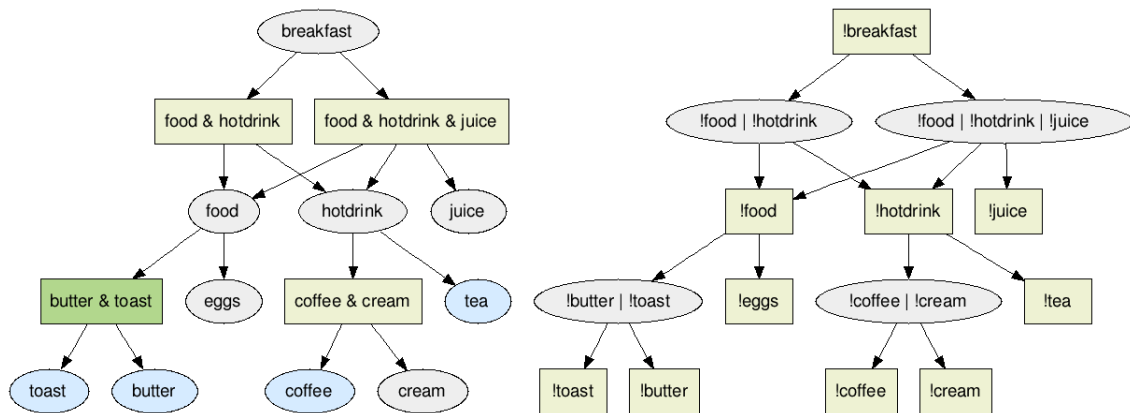 breakfast
!breakfast
food & hotdrink
food & hotdrink & juice
!food | !hotdrink
!food | !hotdrink | !juice
food
hotdrink
juice
!food
!hotdrink
!juice
butter & toast
eggs
coffee & cream
tea
!butter | !toast
!eggs
!coffee | !cream
!tea
toast
butter
coffee
cream
!toast
!butter
!coffee
!cream